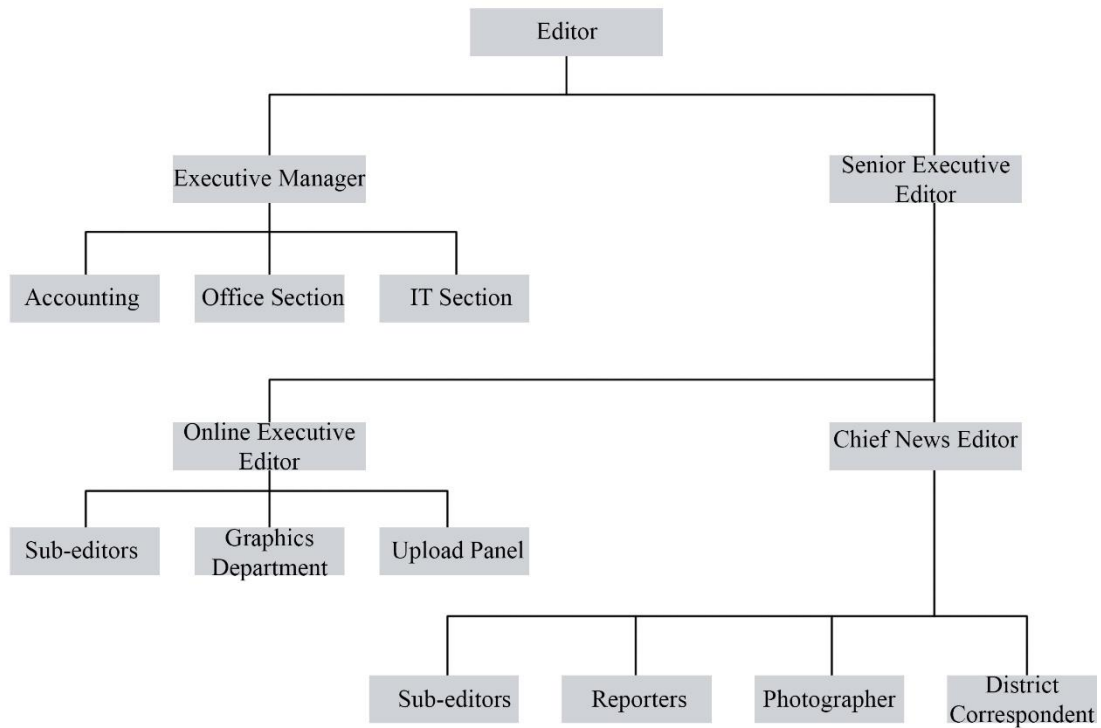 Editor
Executive Manager
Senior Executive
Editor
Accounting
Office Section
IT Section
Online Executive
Editor
Chief News Editor
Sub-editors
Graphics
Department
Upload Panel
Sub-editors
Reporters
Photographer
District
Correspondent